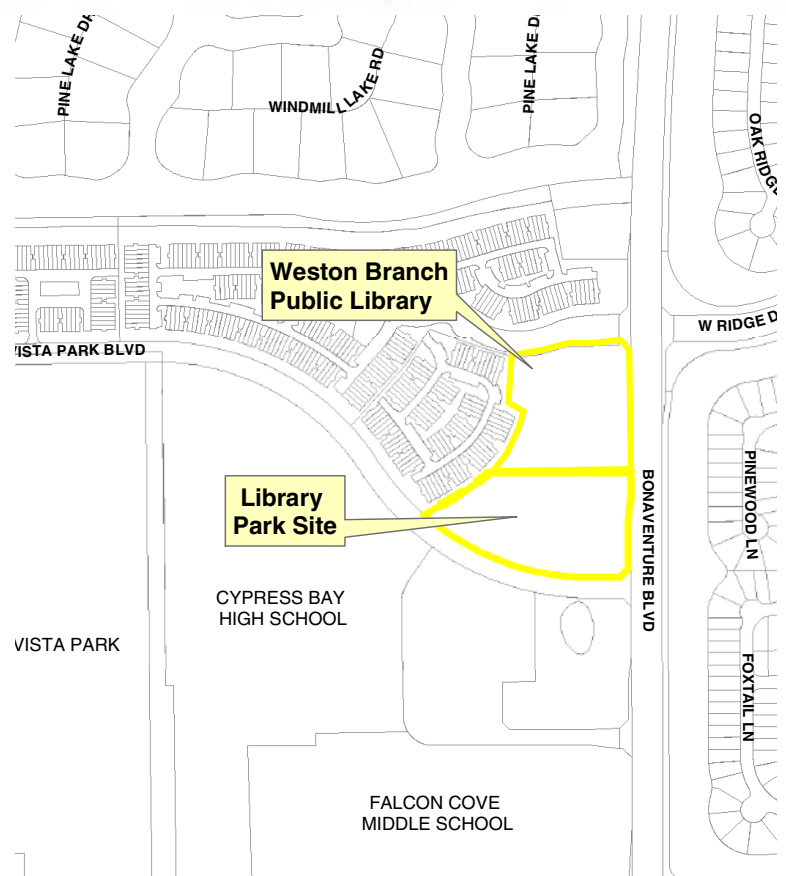 PINE LAKE DR
WINDMILL LAKE RD
PINE LAKE D
OAK RIDGE
Weston Branch
Public Library
W RIDGE D
VISTA PARK BLVD
Library
Park Site
BONAVENTURE BLVD
PINEWOOD LN
CYPRESS BAY
HIGH SCHOOL
VISTA PARK
FOXTAIL LN
FALCON COVE
MIDDLE SCHOOL